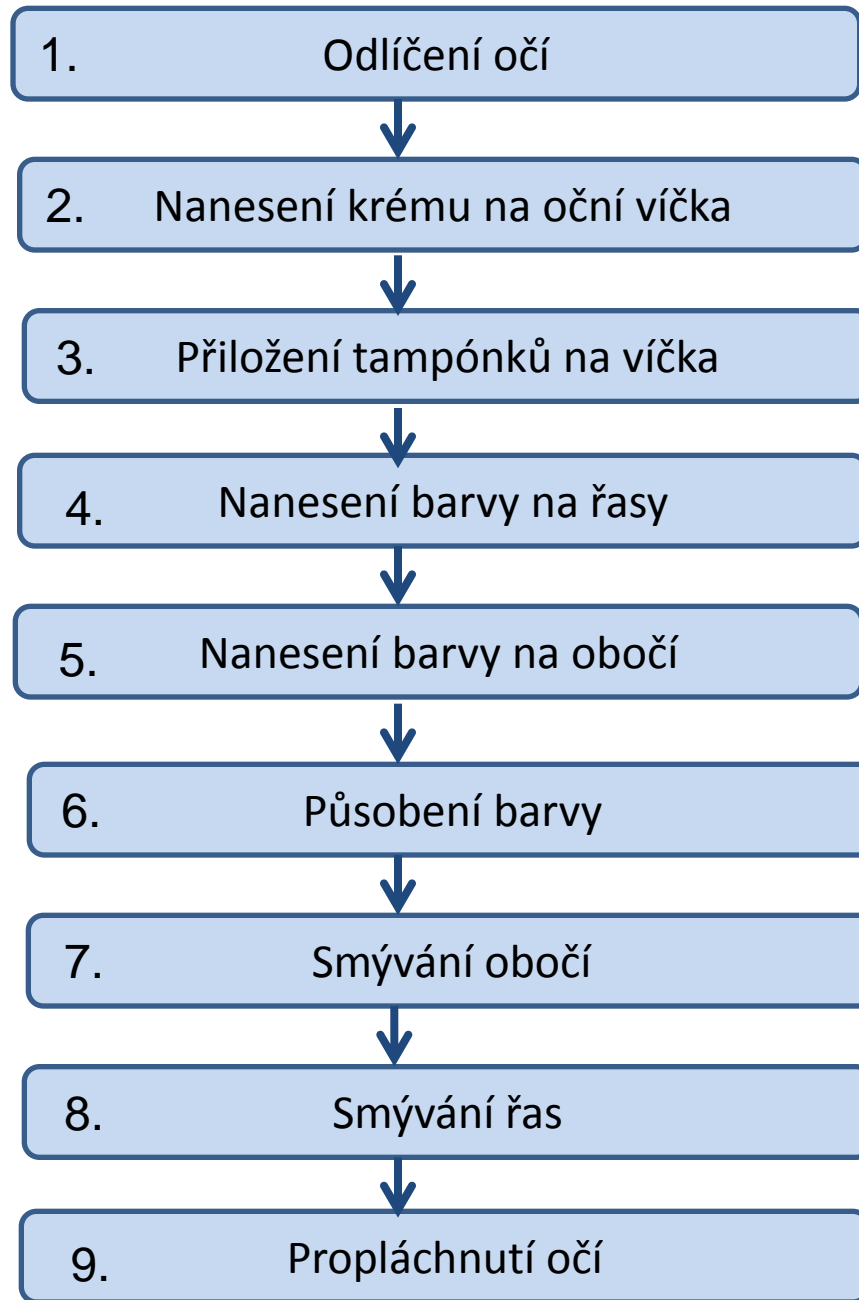 1. Odlíčení očí
2. Nanesení krému na oční víčka
3. Přiložení tampónků na víčka
4. Nanesení barvy na řasy
5. Nanesení barvy na obočí
6. Působení barvy
7. Smývání obočí
8. Smývání řas
9. Propláchnutí očí